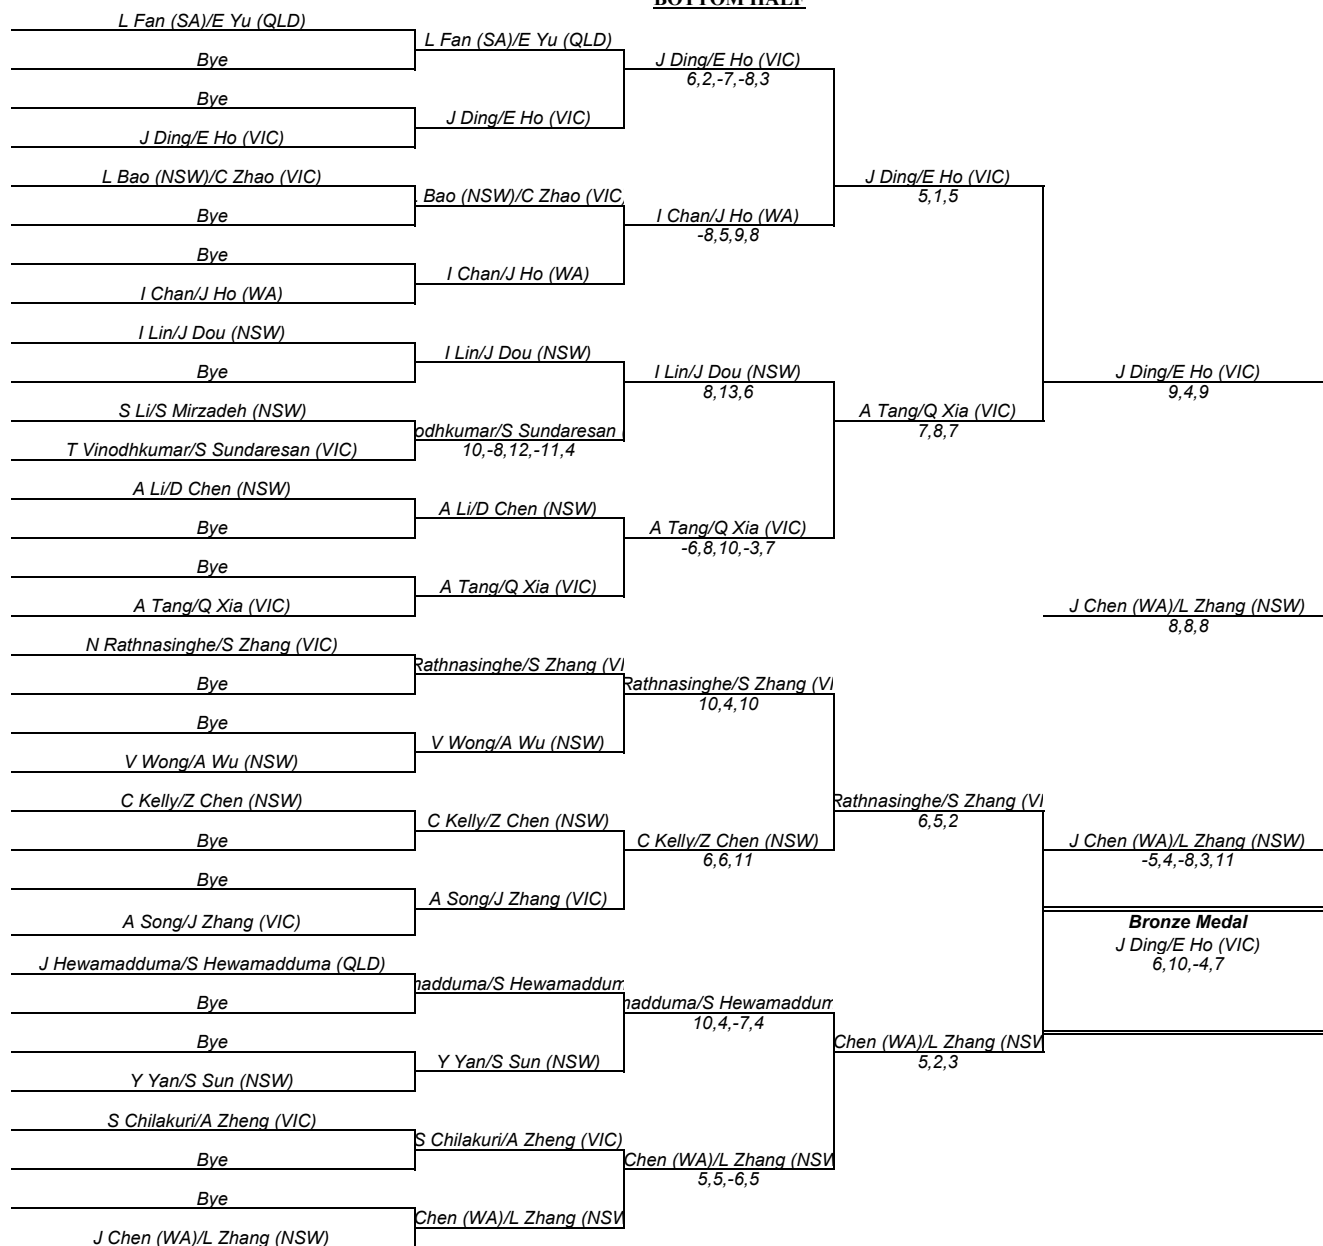 BOTTOM HALF
L Fan (SA)/E Yu (QLD)
Bye
Bye
J Ding/E Ho (VIC)
L Bao (NSW)/C Zhao (VIC)
Bye
Bye
I Chan/J Ho (WA)
I Lin/J Dou (NSW)
Bye
S Li/S Mirzadeh (NSW)
T Vinodhkumar/S Sundaresan (VIC)
A Li/D Chen (NSW)
Bye
Bye
A Tang/Q Xia (VIC)
N Rathnasinghe/S Zhang (VIC)
Bye
Bye
V Wong/A Wu (NSW)
C Kelly/Z Chen (NSW)
Bye
Bye
A Song/J Zhang (VIC)
J Hewamadduma/S Hewamadduma (QLD)
Bye
Bye
Y Yan/S Sun (NSW)
S Chilakuri/A Zheng (VIC)
Bye
Bye
J Chen (WA)/L Zhang (NSW)
L Fan (SA)/E Yu (QLD)
J Ding/E Ho (VIC)
Bao (NSW)/C Zhao (VIC)
I Chan/J Ho (WA)
I Lin/J Dou (NSW)
odhkumar/S Sundaresan
10,-8,12,-11,4
A Li/D Chen (NSW)
A Tang/Q Xia (VIC)
Rathnasinghe/S Zhang (VI
V Wong/A Wu (NSW)
C Kelly/Z Chen (NSW)
A Song/J Zhang (VIC)
nadduma/S Hewamaddum
Y Yan/S Sun (NSW)
S Chilakuri/A Zheng (VIC)
Chen (WA)/L Zhang (NSW
J Ding/E Ho (VIC)
6,2,-7,-8,3
I Chan/J Ho (WA)
-8,5,9,8
I Lin/J Dou (NSW)
8,13,6
A Tang/Q Xia (VIC)
-6,8,10,-3,7
Rathnasinghe/S Zhang (VI
10,4,10
C Kelly/Z Chen (NSW)
6,6,11
nadduma/S Hewamaddum
10,4,-7,4
Chen (WA)/L Zhang (NSW
5,5,-6,5
J Ding/E Ho (VIC)
5,1,5
A Tang/Q Xia (VIC)
7,8,7
Rathnasinghe/S Zhang (VI
6,5,2
Chen (WA)/L Zhang (NSW
5,2,3
J Ding/E Ho (VIC)
9,4,9
J Chen (WA)/L Zhang (NSW)
8,8,8
J Chen (WA)/L Zhang (NSW)
-5,4,-8,3,11
Bronze Medal
J Ding/E Ho (VIC)
6,10,-4,7